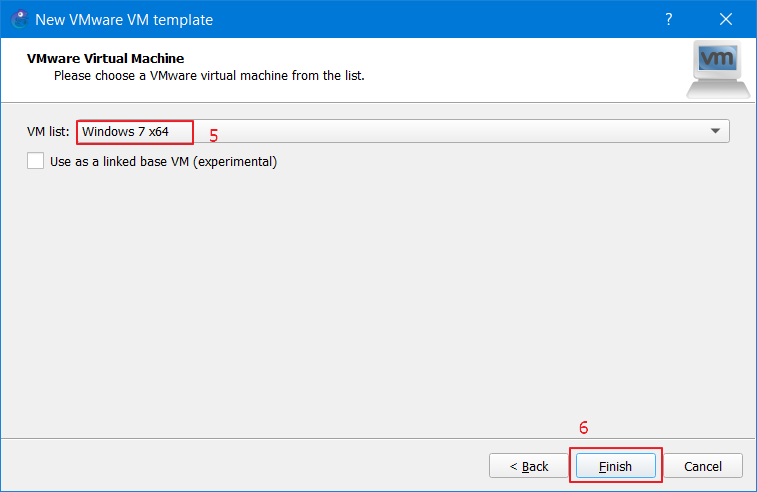 New VMware VM template
?
VMware Virtual Machine
Please choose a VMware virtual machine from the list.
vm
VM list: Windows 7 x64 5
Use as a linked base VM (experimental)
6
< Back Finish Cancel